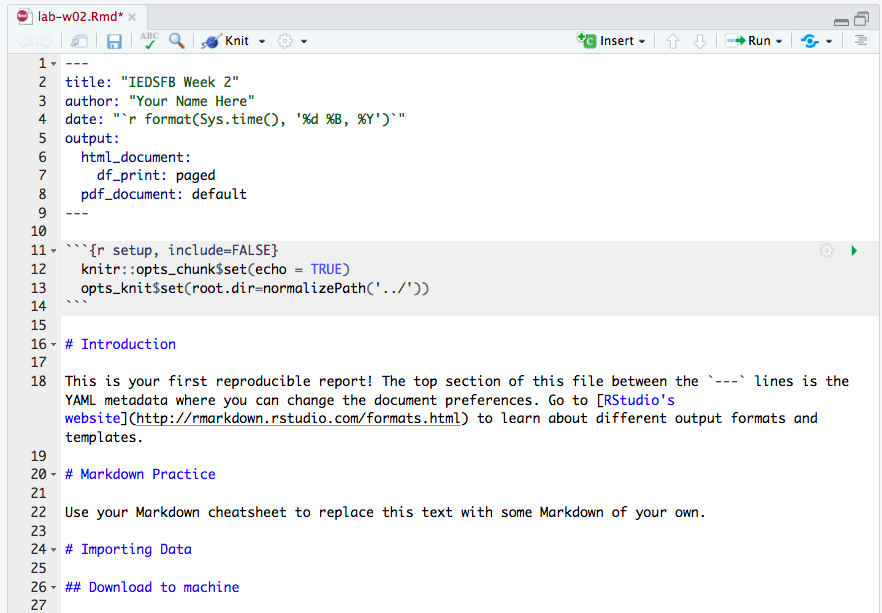 lab-w02.Rmd*
ABC Knit Insert Run
1 ---
2 title: "IEDSFB Week 2"
3 author: "Your Name Here"
4 date: "`r format(Sys.time(), '%d %B, %Y')`"
5 output:
6   html_document:
7     df_print: paged
8   pdf_document: default
9 ---
10
11 ```{r setup, include=FALSE}
12   knitr::opts_chunk$set(echo = TRUE)
13   opts_knit$set(root.dir=normalizePath('../'))
14 ```
15
16 # Introduction
17
18 This is your first reproducible report! The top section of this file between the `---` lines is the
YAML metadata where you can change the document preferences. Go to [RStudio's
website](http://rmarkdown.rstudio.com/formats.html) to learn about different output formats and
templates.
19
20 # Markdown Practice
21
22 Use your Markdown cheatsheet to replace this text with some Markdown of your own.
23
24 # Importing Data
25
26 ## Download to machine
27